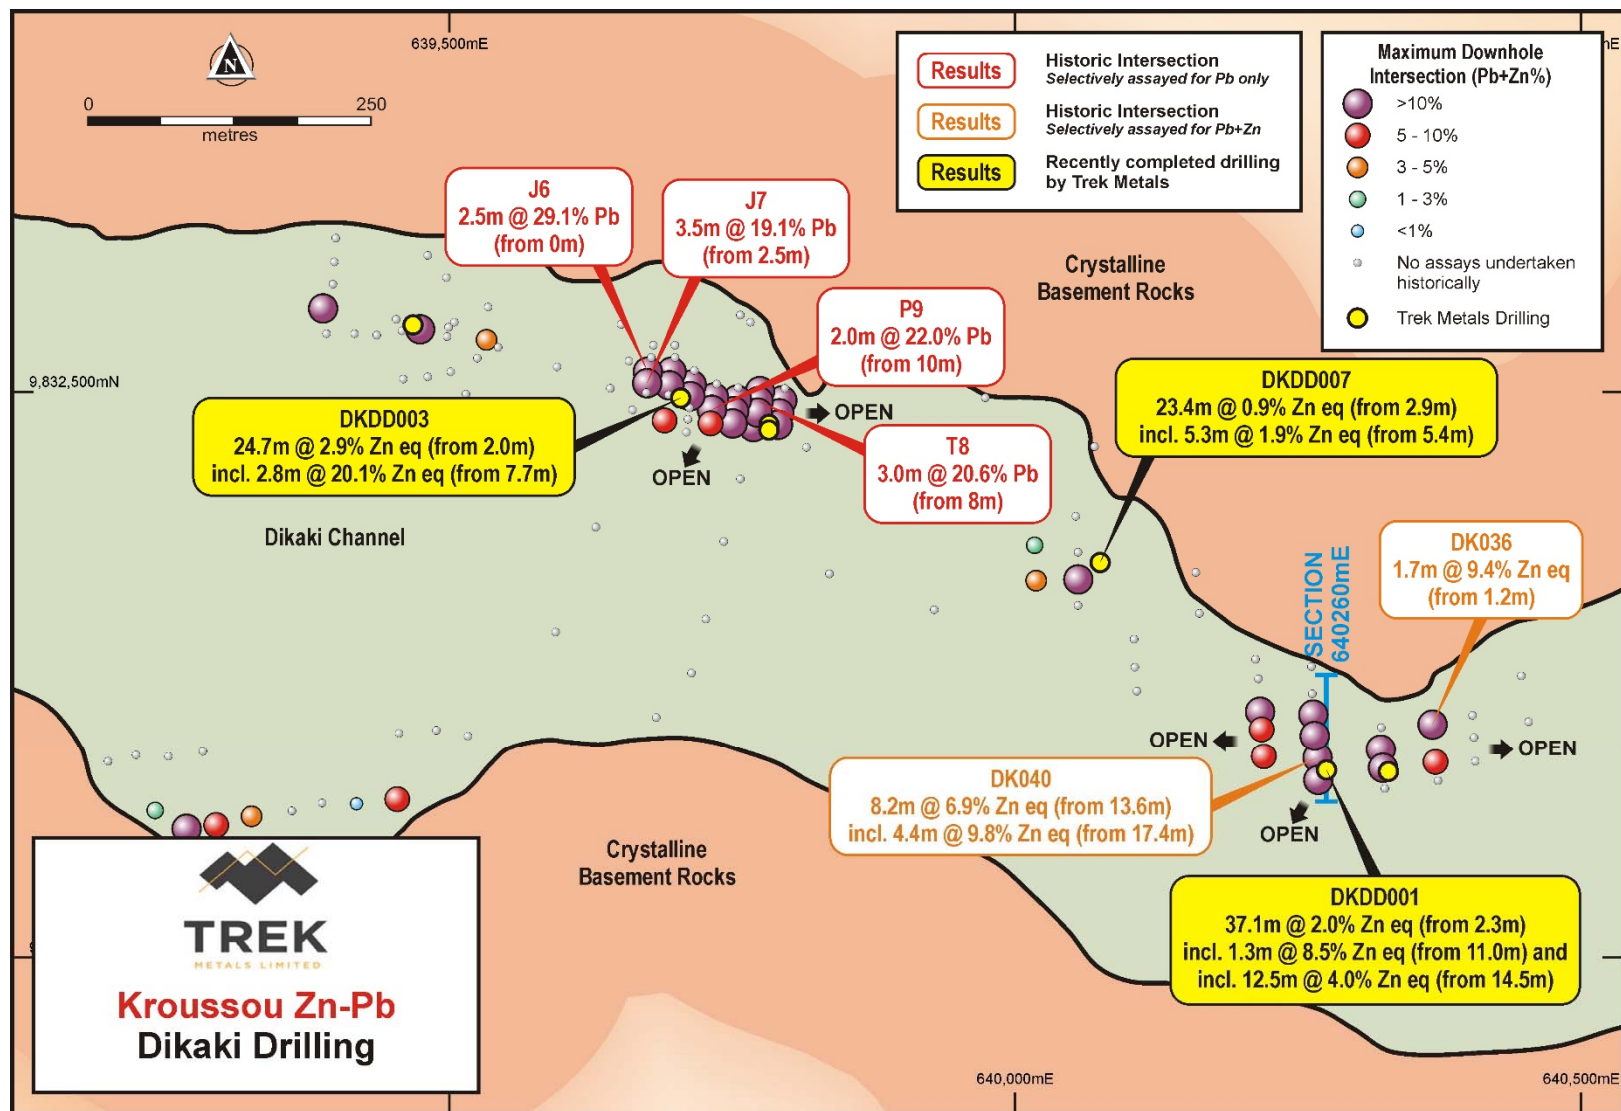 639,500mE
N
0 250
metres
Results
Historic Intersection
Selectively assayed for Pb only
Results
Historic Intersection
Selectively assayed for Pb+Zn
Results
Recently completed drilling
by Trek Metals
Maximum Downhole
Intersection (Pb+Zn%)
>10%
5 - 10%
3 - 5%
1 - 3%
<1%
No assays undertaken
historically
Trek Metals Drilling
J6
2.5m @ 29.1% Pb
(from 0m)
J7
3.5m @ 19.1% Pb
(from 2.5m)
Crystalline
Basement Rocks
P9
2.0m @ 22.0% Pb
(from 10m)
9,832,500mN
DKDD003
24.7m @ 2.9% Zn eq (from 2.0m)
incl. 2.8m @ 20.1% Zn eq (from 7.7m)
OPEN
OPEN
T8
3.0m @ 20.6% Pb
(from 8m)
DKDD007
23.4m @ 0.9% Zn eq (from 2.9m)
incl. 5.3m @ 1.9% Zn eq (from 5.4m)
Dikaki Channel
DK036
1.7m @ 9.4% Zn eq
(from 1.2m)
SECTION
640260mE
OPEN
OPEN
DK040
8.2m @ 6.9% Zn eq (from 13.6m)
incl. 4.4m @ 9.8% Zn eq (from 17.4m)
OPEN
Crystalline
Basement Rocks
DKDD001
37.1m @ 2.0% Zn eq (from 2.3m)
incl. 1.3m @ 8.5% Zn eq (from 11.0m) and
incl. 12.5m @ 4.0% Zn eq (from 14.5m)
TREK
METALS LIMITED
Kroussou Zn-Pb
Dikaki Drilling
640,000mE
640,500mE